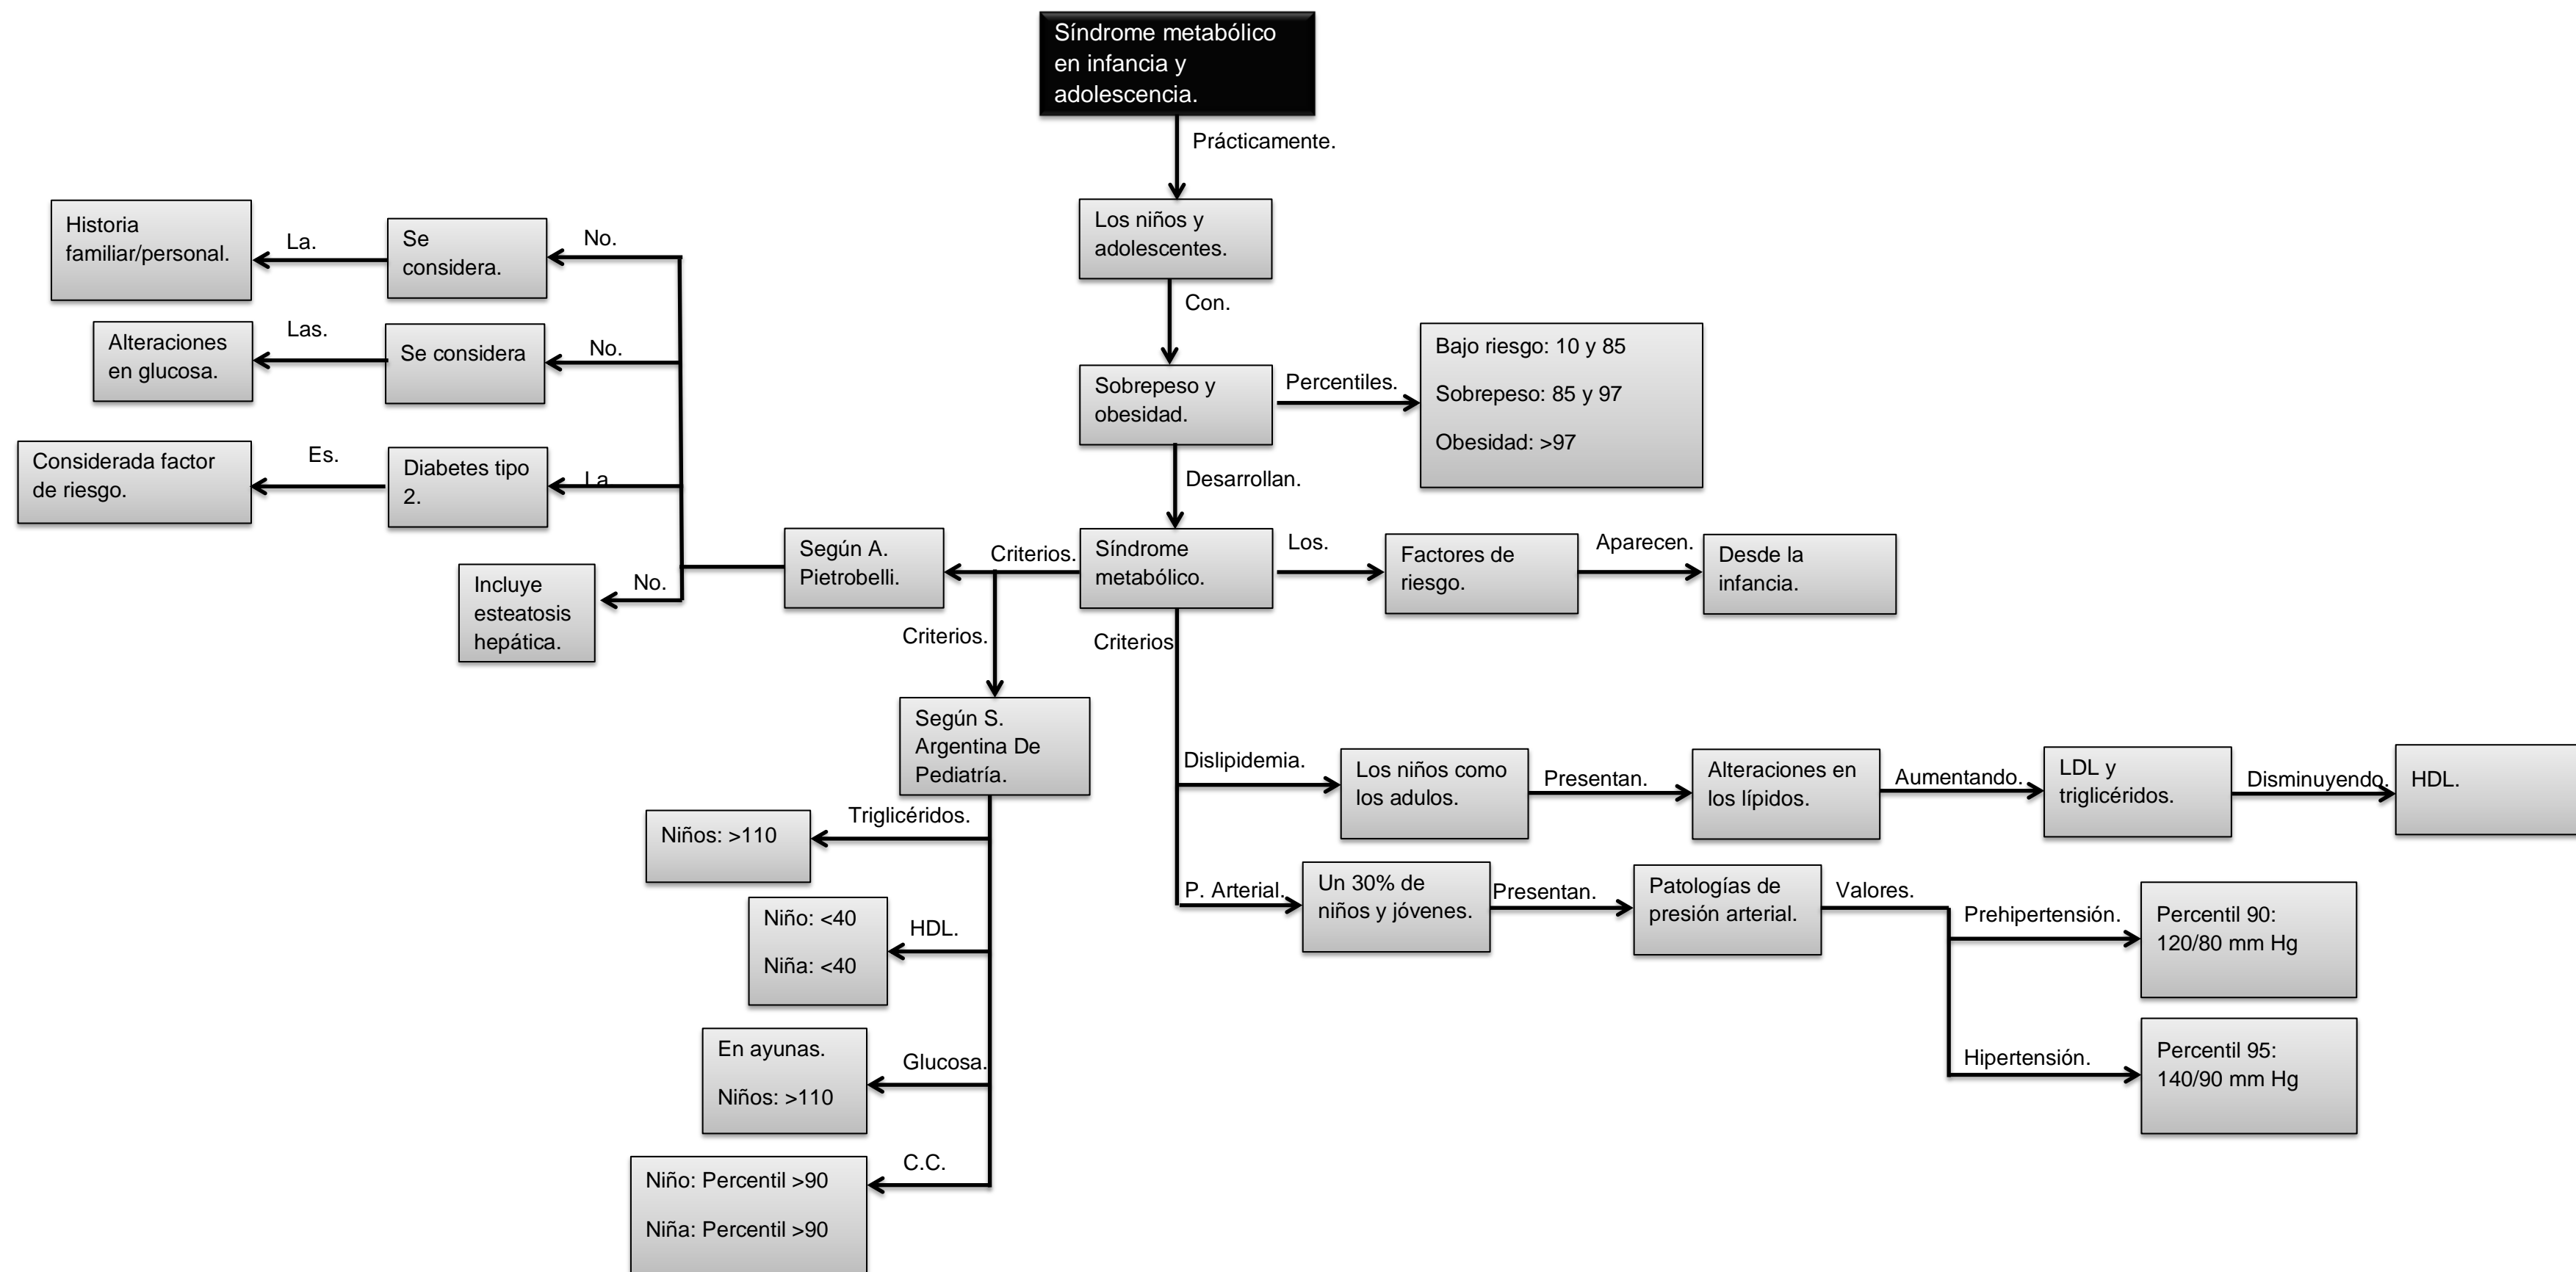 Síndrome metabólico
en infancia y
adolescencia.
Prácticamente.
Los niños y
adolescentes.
Con.
Sobrepeso y
obesidad.
Percentiles.
Bajo riesgo: 10 y 85
Sobrepeso: 85 y 97
Obesidad: >97
Desarrollan.
Síndrome
metabólico.
Los.
Factores de
riesgo.
Aparecen.
Desde la
infancia.
Criterios.
Según A.
Pietrobelli.
No.
Se
considera.
La.
Historia
familiar/personal.
No.
Se considera
Las.
Alteraciones
en glucosa.
La
Diabetes tipo
2.
Es.
Considerada factor
de riesgo.
No.
Incluye
esteatosis
hepática.
Criterios.
Según S.
Argentina De
Pediatría.
Triglicéridos.
Niños: >110
HDL.
Niño: <40
Niña: <40
Glucosa.
En ayunas.
Niños: >110
C.C.
Niño: Percentil >90
Niña: Percentil >90
Criterios
Dislipidemia.
Los niños como
los adulos.
Presentan.
Alteraciones en
los lípidos.
Aumentando.
LDL y
triglicéridos.
Disminuyendo.
HDL.
P. Arterial.
Un 30% de
niños y jóvenes.
Presentan.
Patologías de
presión arterial.
Valores.
Prehipertensión.
Percentil 90:
120/80 mm Hg
Hipertensión.
Percentil 95:
140/90 mm Hg